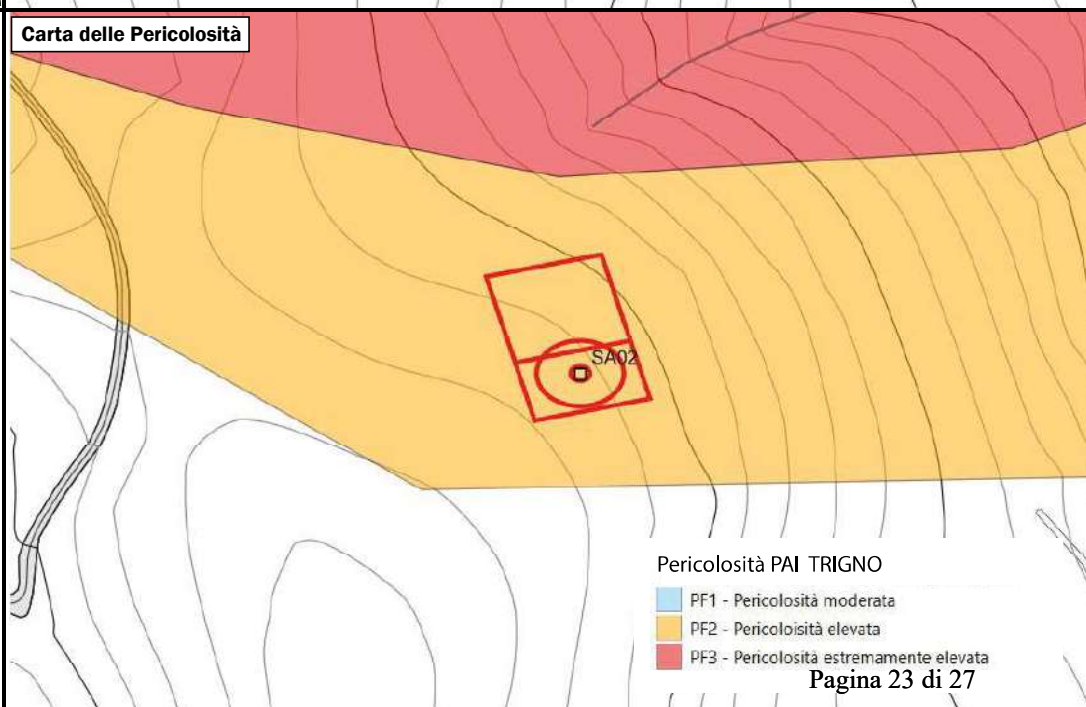 Carta delle Pericolosità
SA02
Pericolosità PAI TRIGNO
PF1 - Pericolosità moderata
PF2 - Pericoloisità elevata
PF3 - Pericolosità estremamente elevata
Pagina 23 di 27